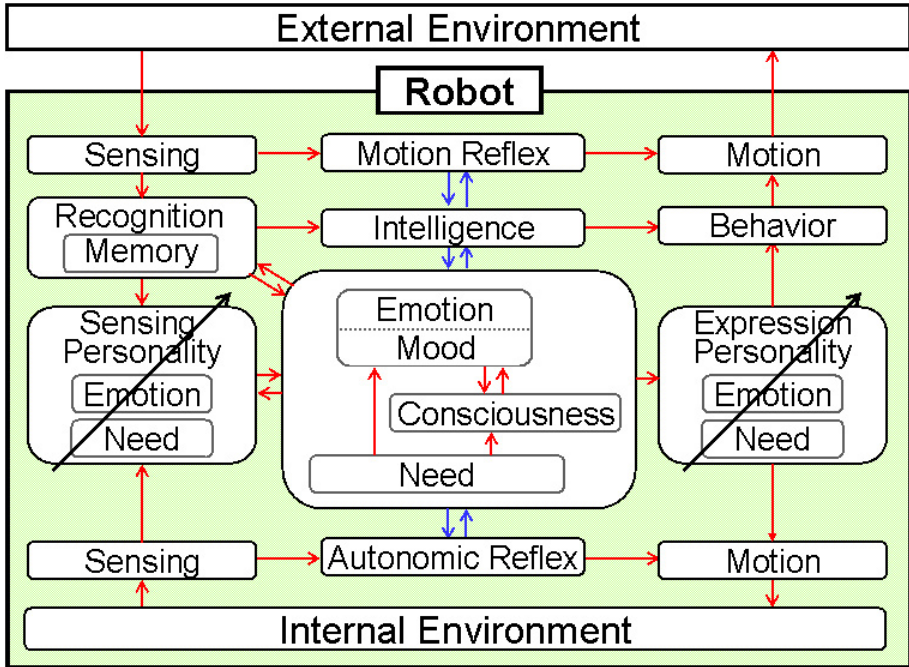 External Environment
Robot
Sensing
Motion Reflex
Motion
Recognition
Memory
Intelligence
Behavior
Sensing
Personality
Emotion
Need
Emotion
Mood
Consciousness
Need
Expression
Personality
Emotion
Need
Sensing
Autonomic Reflex
Motion
Internal Environment